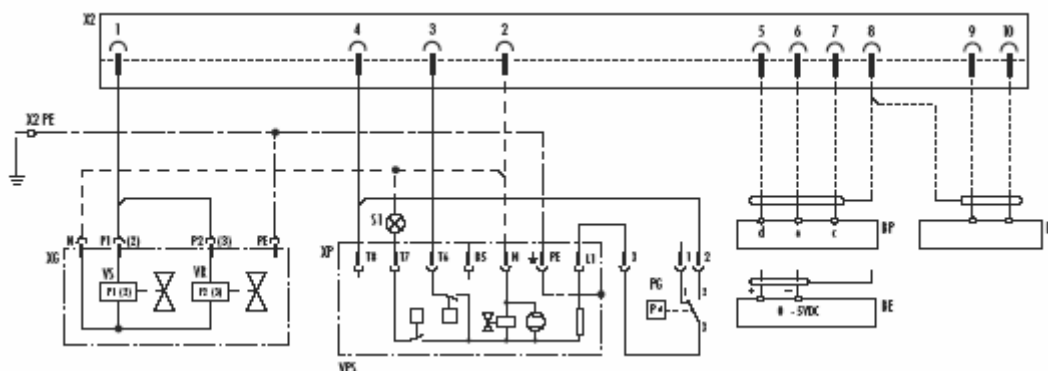 X2
1 4 3 2 5 6 7 8 9 10
X2 PE
S1
N P1 (2) P2 (3) PE
XG
XP
T8 T7 T6 B5 N PE L1 3
1 2
VS
P1 (2)
VR
P2 (3)
PG
Pd
1 2
3
d e c
BP
+ -
0 - 5VDC
BE
VPS